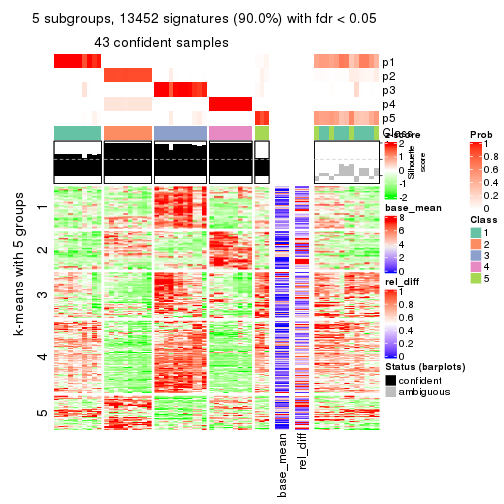 5 subgroups, 13452 signatures (90.0%) with fdr < 0.05
43 confident samples
p1
p2
p3
p4
p5
Class
Silhouette
score
k-means with 5 groups
1
2
3
4
5
base_mean
rel_diff
z-score
2
1
0
-1
-2
base_mean
8
6
4
2
0
rel_diff
1
0.8
0.6
0.4
0.2
0
Status (barplots)
confident
ambiguous
Prob
1
0.8
0.6
0.4
0.2
0
Class
1
2
3
4
5